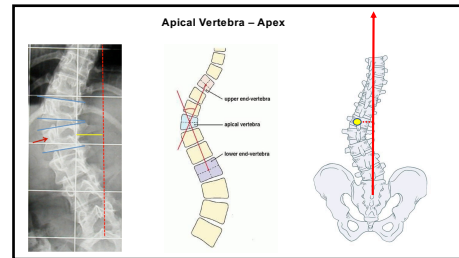 Apical Vertebra – Apex
upper end-vertebra
apical vertebra
lower end-vertebra